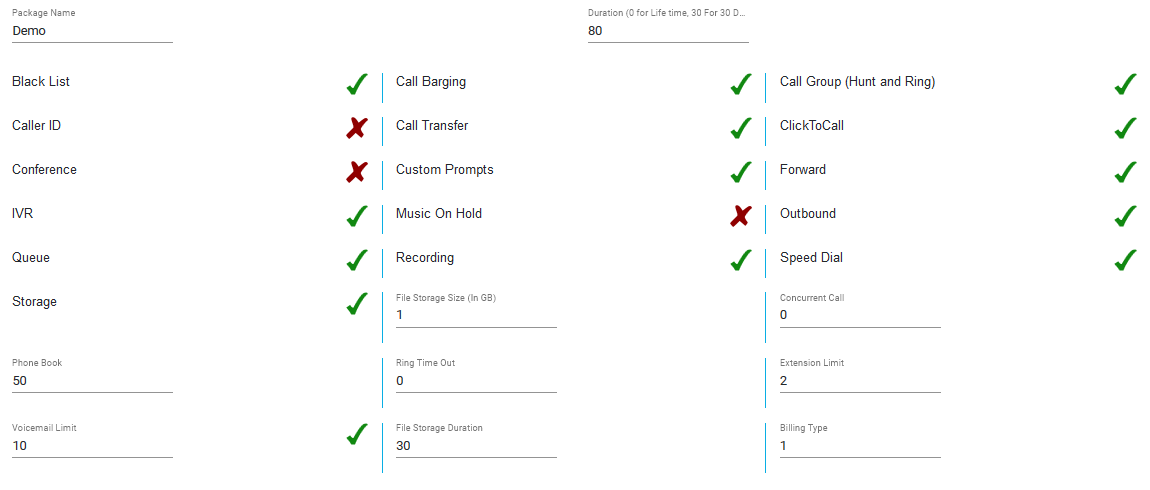 Package Name
Duration (0 for Life time, 30 For 30 D...
Demo
80
Black List
Call Barging
Call Group (Hunt and Ring)
Caller ID
Call Transfer
ClickToCall
Conference
Custom Prompts
Forward
IVR
Music On Hold
Outbound
Queue
Recording
Speed Dial
Storage
File Storage Size (In GB)
1
Concurrent Call
0
Phone Book
50
Ring Time Out
0
Extension Limit
2
Voicemail Limit
10
File Storage Duration
30
Billing Type
1